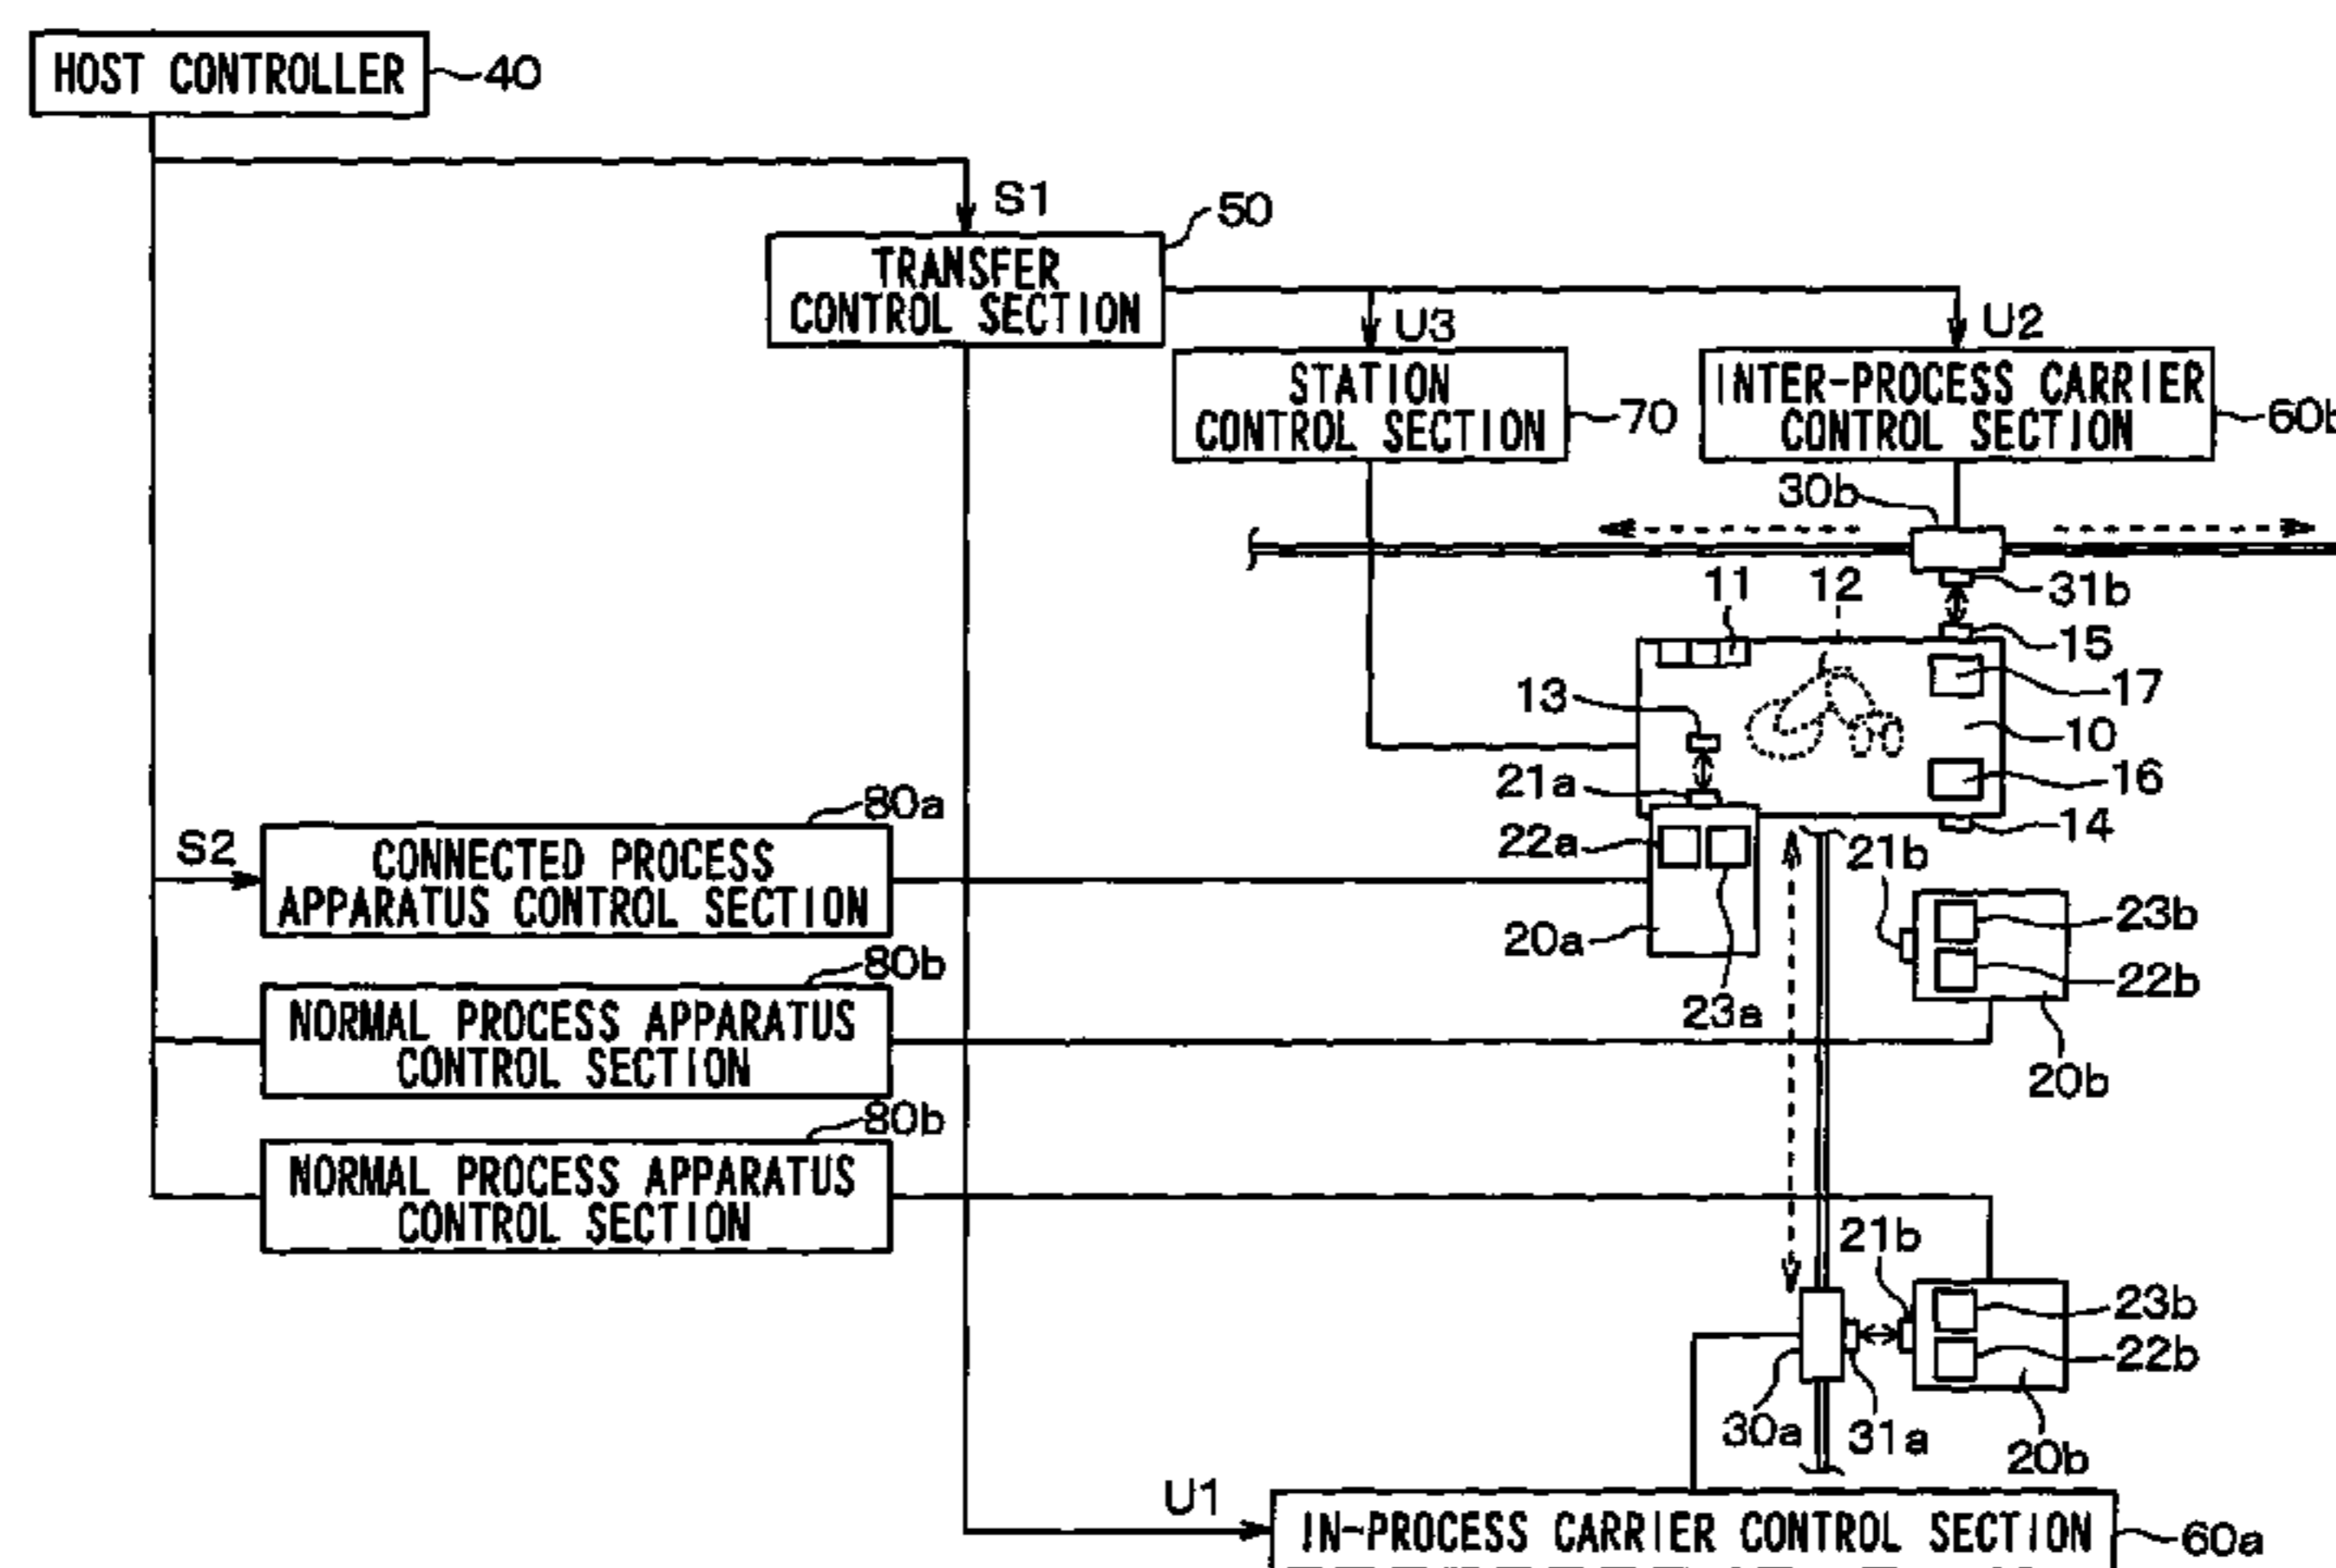 HOST CONTROLLER
40
S1
50
TRANSFER
CONTROL SECTION
U3
U2
STATION
CONTROL SECTION
70
INTER-PROCESS CARRIER
CONTROL SECTION
60b
30b
11
12
31b
15
13
17
10
21a
16
80a
14
S2
CONNECTED PROCESS
APPARATUS CONTROL SECTION
22a
21b
23b
20a
80b
22b
23a
NORMAL PROCESS APPARATUS
CONTROL SECTION
20b
80b
NORMAL PROCESS APPARATUS
CONTROL SECTION
21b
23b
22b
30a
31a
20b
U1
IN-PROCESS CARRIER CONTROL SECTION
60a